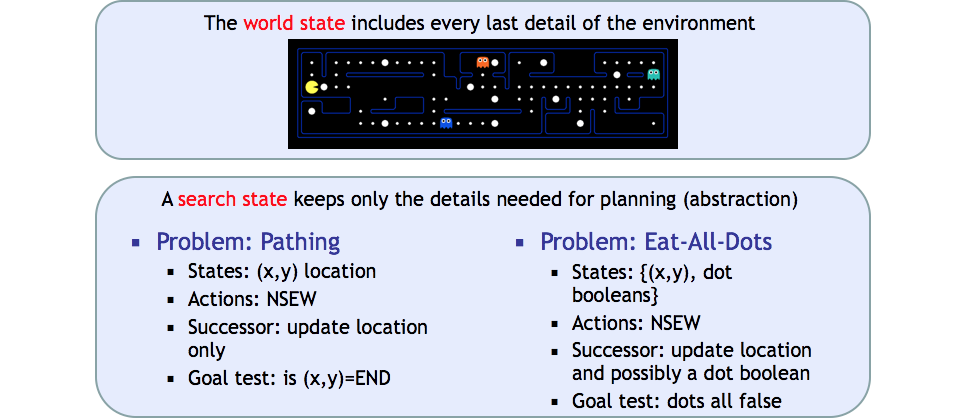 The world state includes every last detail of the environment
A search state keeps only the details needed for planning (abstraction)
▪ Problem: Pathing
▪ States: (x,y) location
▪ Actions: NSEW
▪ Successor: update location
only
▪ Goal test: is (x,y)=END
▪ Problem: Eat-All-Dots
▪ States: {(x,y), dot
booleans}
▪ Actions: NSEW
▪ Successor: update location
and possibly a dot boolean
▪ Goal test: dots all false